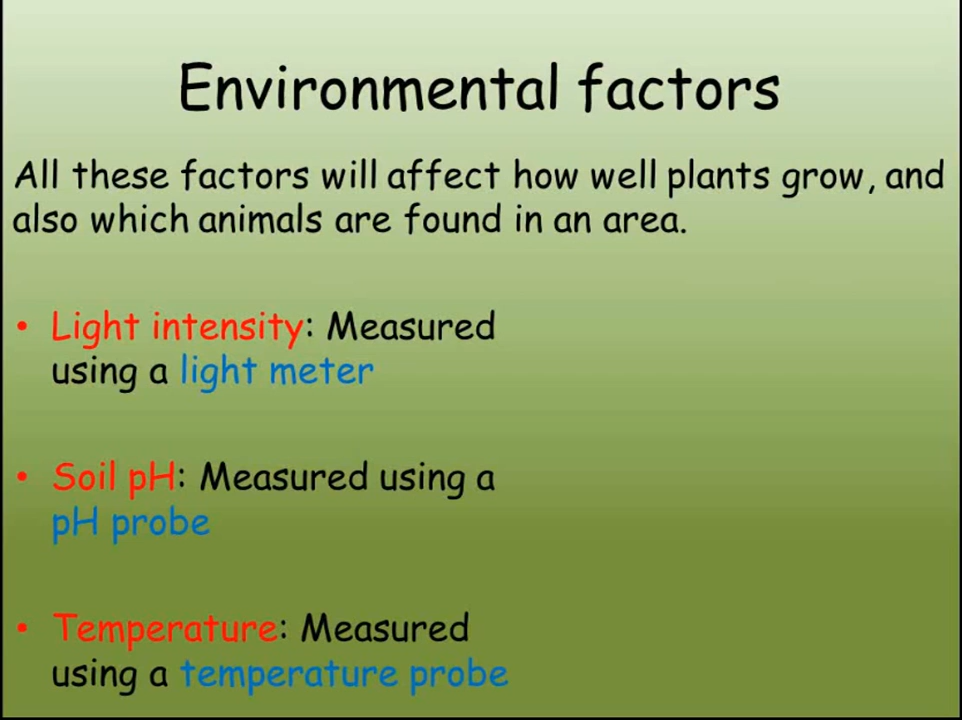 Environmental factors
All these factors will affect how well plants grow, and
also which animals are found in an area.
• Light intensity: Measured
using a light meter
• Soil pH: Measured using a
pH probe
• Temperature: Measured
using a temperature probe